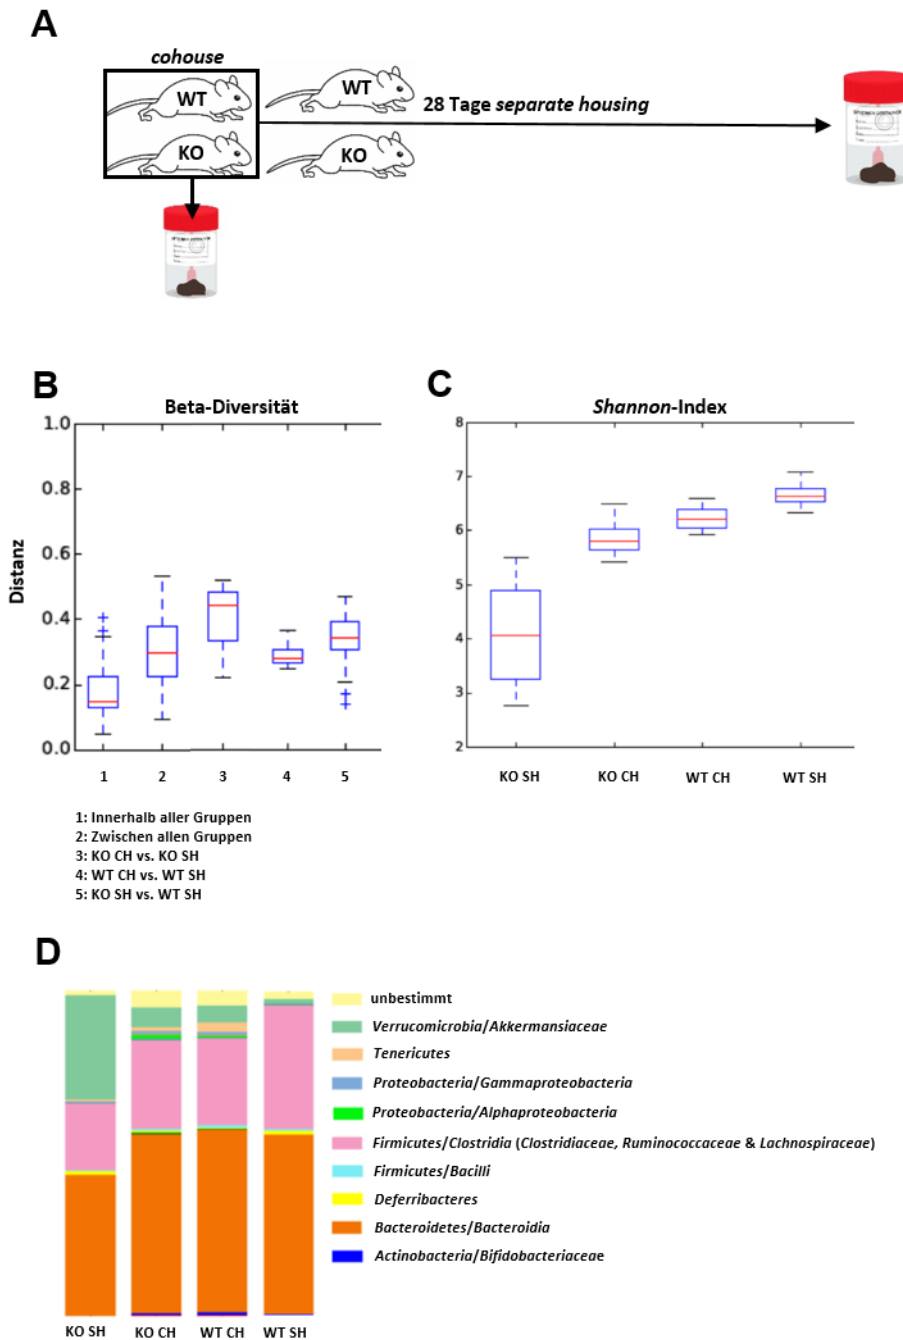 A
cohouse
WT
WT
28 Tage separate housing
KO
KO
B
C
Beta-Diversität
Shannon-Index
Distanz
1.0
0.8
0.6
0.4
0.2
0.0
1 2 3 4 5
8
7
6
5
4
3
2
KO SH KO CH WT CH WT SH
1: Innerhalb aller Gruppen
2: Zwischen allen Gruppen
3: KO CH vs. KO SH
4: WT CH vs. WT SH
5: KO SH vs. WT SH
D
unbestimmt
Verrucomicrobia/Akkermansiaceae
Tenericutes
Proteobacteria/Gammaproteobacteria
Proteobacteria/Alphaproteobacteria
Firmicutes/Clostridia (Clostridiaceae, Ruminococcaceae & Lachnospiraceae)
Firmicutes/Bacilli
Deferribacteres
Bacteroidetes/Bacteroidia
Actinobacteria/Bifidobacteriaceae
KO SH KO CH WT CH WT SH